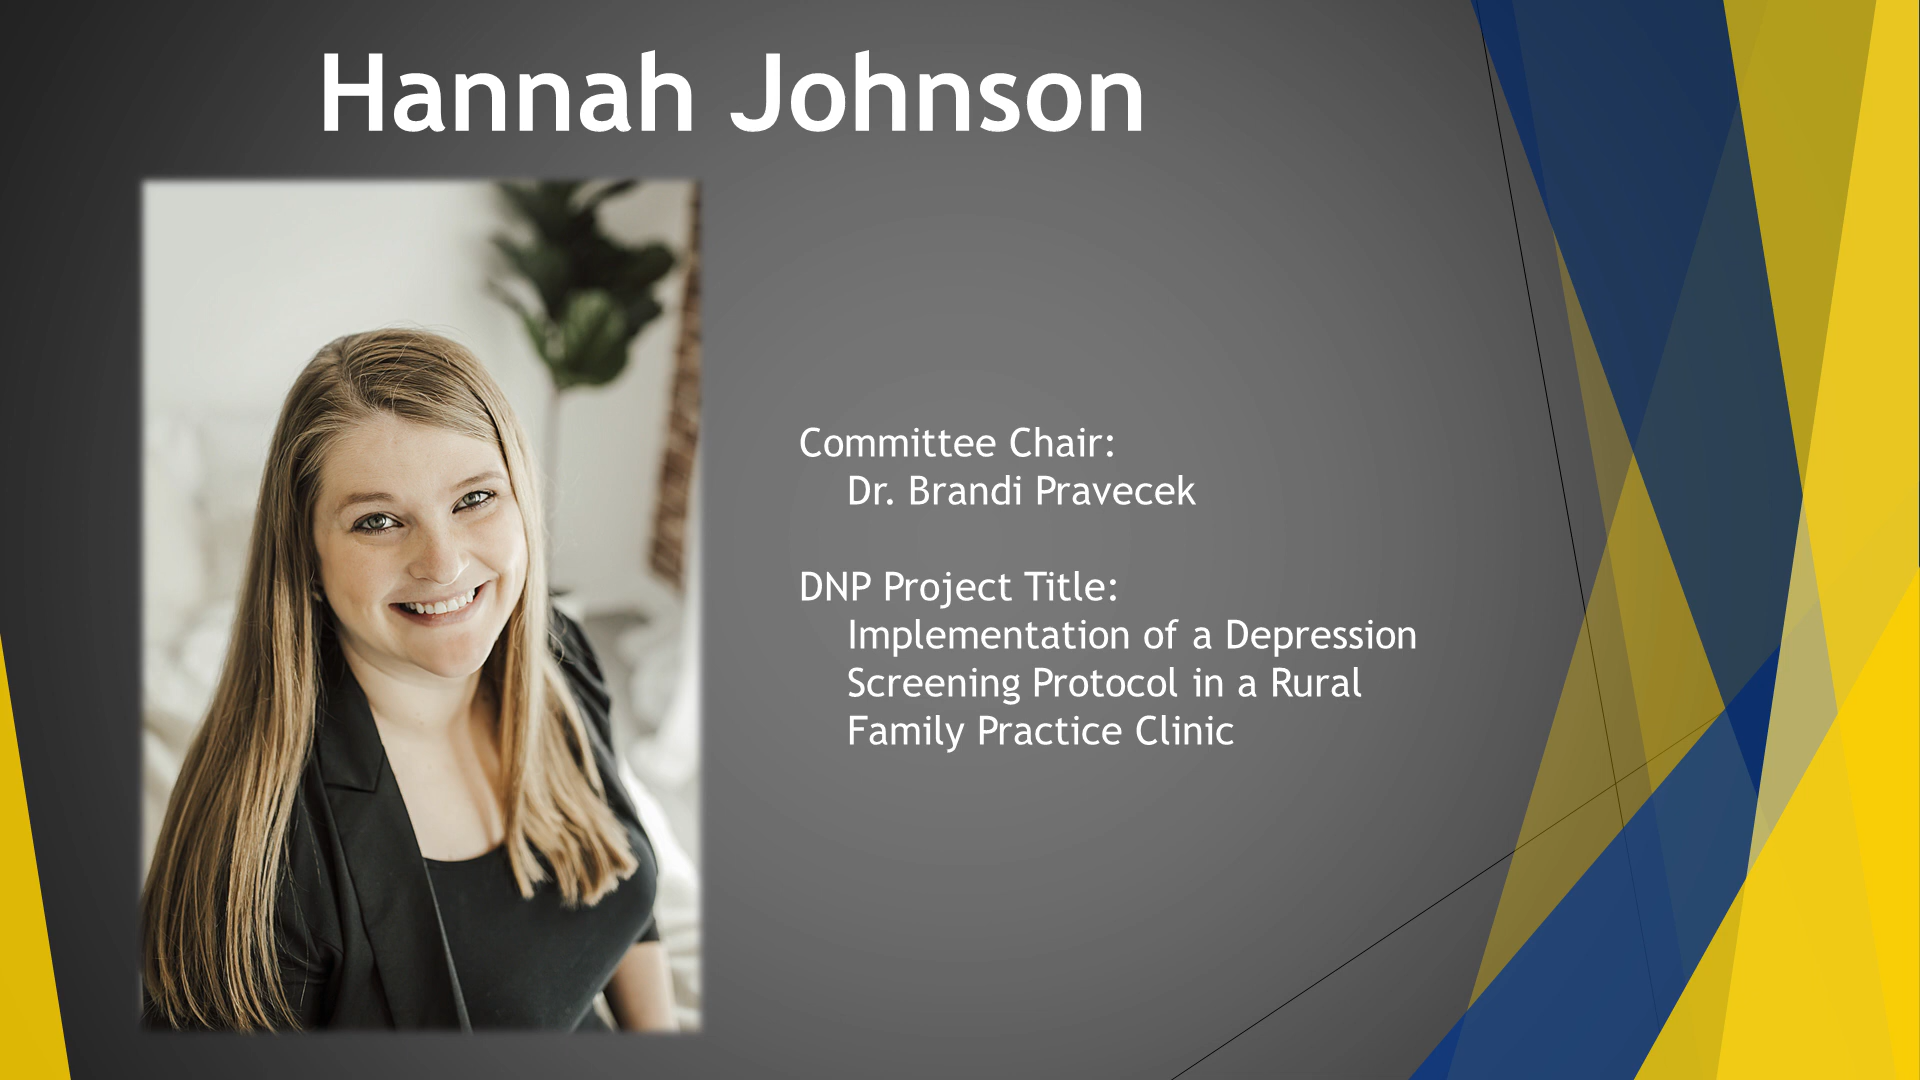 Hannah Johnson
Committee Chair:
Dr. Brandi Pravecek
DNP Project Title:
Implementation of a Depression
Screening Protocol in a Rural
Family Practice Clinic